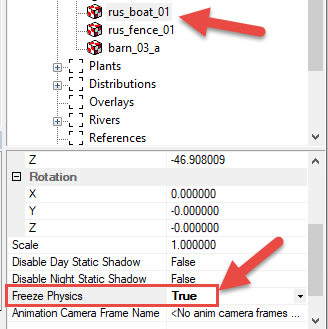 rus_boat_01
rus_fence_01
barn_03_a
Plants
Distributions
Overlays
Rivers
References
Z -46.908009
Rotation
X 0.000000
Y -0.000000
Z -0.000000
Scale 1.000000
Disable Day Static Shadow False
Disable Night Static Shadow False
Freeze Physics True
Animation Camera Frame Name <No anim camera frames ...